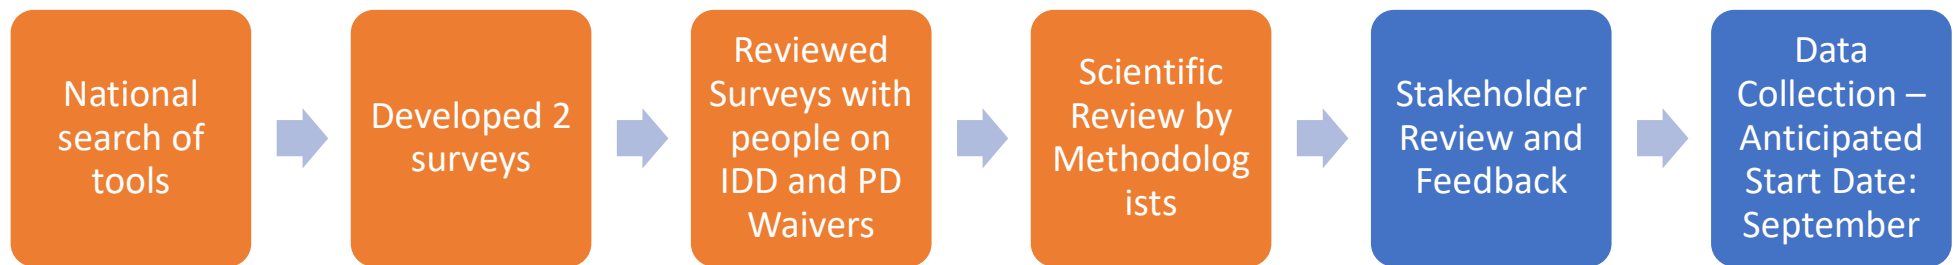 National
search of
tools
Developed 2
surveys
Reviewed
Surveys with
people on
IDD and PD
Waivers
Scientific
Review by
Methodolog
ists
Stakeholder
Review and
Feedback
Data
Collection –
Anticipated
Start Date:
September